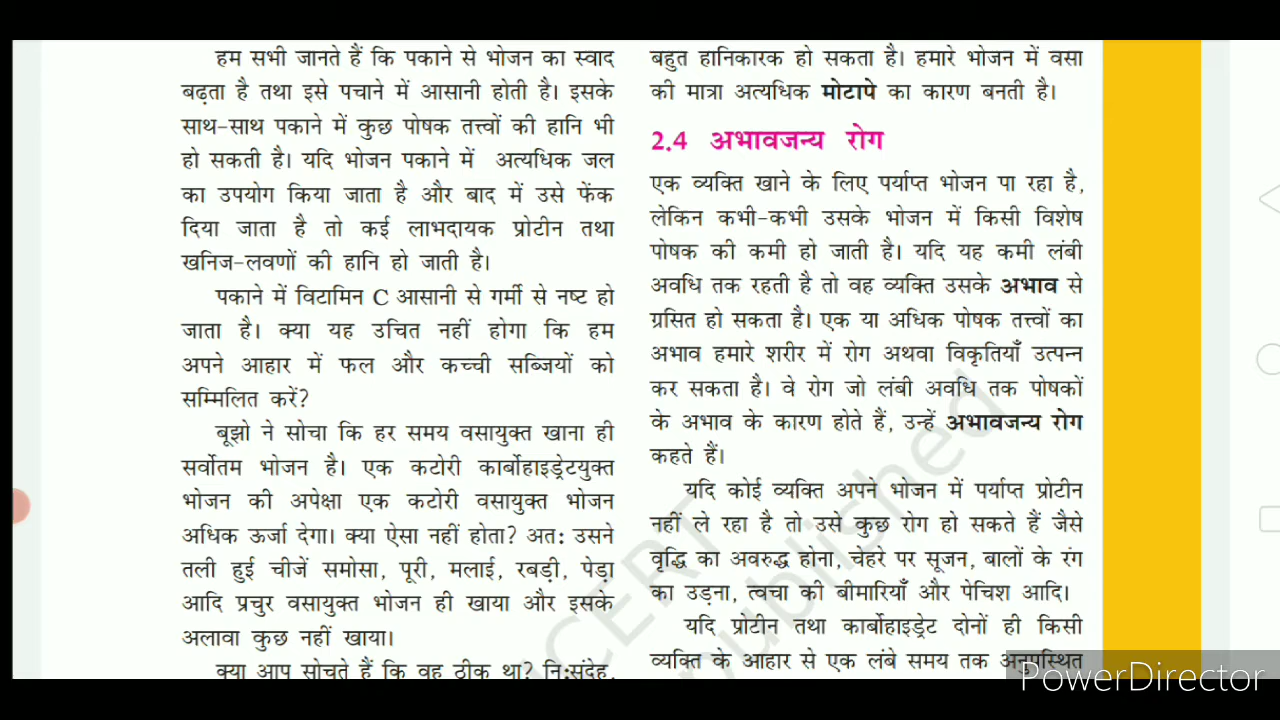 हम सभी जानते हैं कि पकाने से भोजन का स्वाद
बढ़ता है तथा इसे पचाने में आसानी होती है। इसके
साथ-साथ पकाने में कुछ पोषक तत्त्वों की हानि भी
हो सकती है। यदि भोजन पकाने में अत्यधिक जल
का उपयोग किया जाता है और बाद में उसे फेंक
दिया जाता है तो कई लाभदायक प्रोटीन तथा
खनिज-लवणों की हानि हो जाती है।
पकाने में विटामिन C आसानी से गर्मी से नष्ट हो
जाता है। क्या यह उचित नहीं होगा कि हम
अपने आहार में फल और कच्ची सब्जियों को
सम्मिलित करें?
बूझो ने सोचा कि हर समय वसायुक्त खाना ही
सर्वोतम भोजन है। एक कटोरी कार्बोहाइड्रेटयुक्त
भोजन की अपेक्षा एक कटोरी वसायुक्त भोजन
अधिक ऊर्जा देगा। क्या ऐसा नहीं होता? अत: उसने
तली हुई चीजें समोसा, पूरी, मलाई, रबड़ी, पेड़ा
आदि प्रचुर वसायुक्त भोजन ही खाया और इसके
अलावा कुछ नहीं खाया।
क्या आप सोचते हैं कि वह ठीक था? नि:संदेह,
बहुत हानिकारक हो सकता है। हमारे भोजन में वसा
की मात्रा अत्यधिक मोटापे का कारण बनती है।
2.4 अभावजन्य रोग
एक व्यक्ति खाने के लिए पर्याप्त भोजन पा रहा है,
लेकिन कभी-कभी उसके भोजन में किसी विशेष
पोषक की कमी हो जाती है। यदि यह कमी लंबी
अवधि तक रहती है तो वह व्यक्ति उसके अभाव से
ग्रसित हो सकता है। एक या अधिक पोषक तत्त्वों का
अभाव हमारे शरीर में रोग अथवा विकृतियाँ उत्पन्न
कर सकता है। वे रोग जो लंबी अवधि तक पोषकों
के अभाव के कारण होते हैं, उन्हें अभावजन्य रोग
कहते हैं।
यदि कोई व्यक्ति अपने भोजन में पर्याप्त प्रोटीन
नहीं ले रहा है तो उसे कुछ रोग हो सकते हैं जैसे
वृद्धि का अवरुद्ध होना, चेहरे पर सूजन, बालों के रंग
का उड़ना, त्वचा की बीमारियाँ और पेचिश आदि।
यदि प्रोटीन तथा कार्बोहाइड्रेट दोनों ही किसी
व्यक्ति के आहार से एक लंबे समय तक अनुपस्थित
NCERT
published
PowerDirector